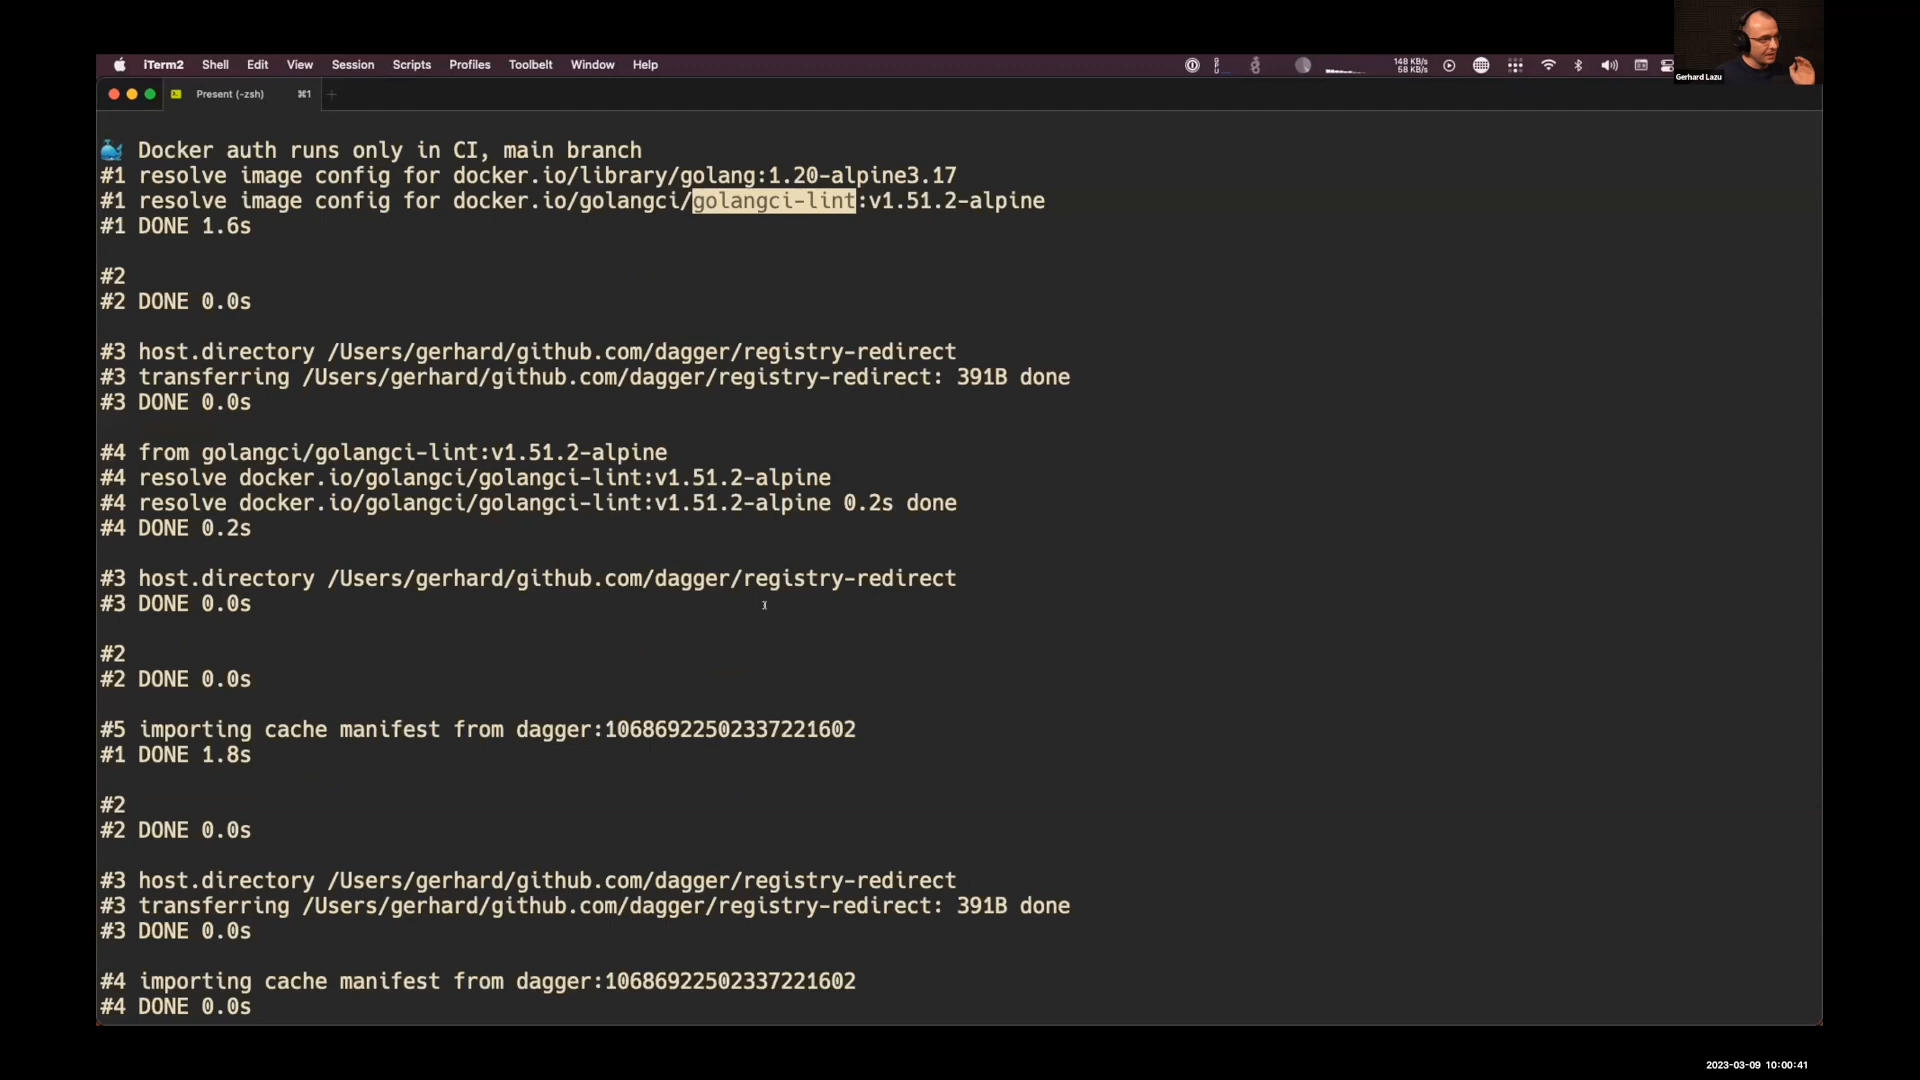 iTerm2 Shell Edit View Session Scripts Profiles Toolbelt Window Help 148 KB/s 58 KB/s
Gerhard Lazu
Present (-zsh) ⌘1 +
Docker auth runs only in CI, main branch
#1 resolve image config for docker.io/library/golang:1.20-alpine3.17
#1 resolve image config for docker.io/golangci/golangci-lint:v1.51.2-alpine
#1 DONE 1.6s
#2
#2 DONE 0.0s
#3 host.directory /Users/gerhard/github.com/dagger/registry-redirect
#3 transferring /Users/gerhard/github.com/dagger/registry-redirect: 391B done
#3 DONE 0.0s
#4 from golangci/golangci-lint:v1.51.2-alpine
#4 resolve docker.io/golangci/golangci-lint:v1.51.2-alpine
#4 resolve docker.io/golangci/golangci-lint:v1.51.2-alpine 0.2s done
#4 DONE 0.2s
#3 host.directory /Users/gerhard/github.com/dagger/registry-redirect
#3 DONE 0.0s
#2
#2 DONE 0.0s
#5 importing cache manifest from dagger:10686922502337221602
#1 DONE 1.8s
#2
#2 DONE 0.0s
#3 host.directory /Users/gerhard/github.com/dagger/registry-redirect
#3 transferring /Users/gerhard/github.com/dagger/registry-redirect: 391B done
#3 DONE 0.0s
#4 importing cache manifest from dagger:10686922502337221602
#4 DONE 0.0s
2023-03-09 10:00:41